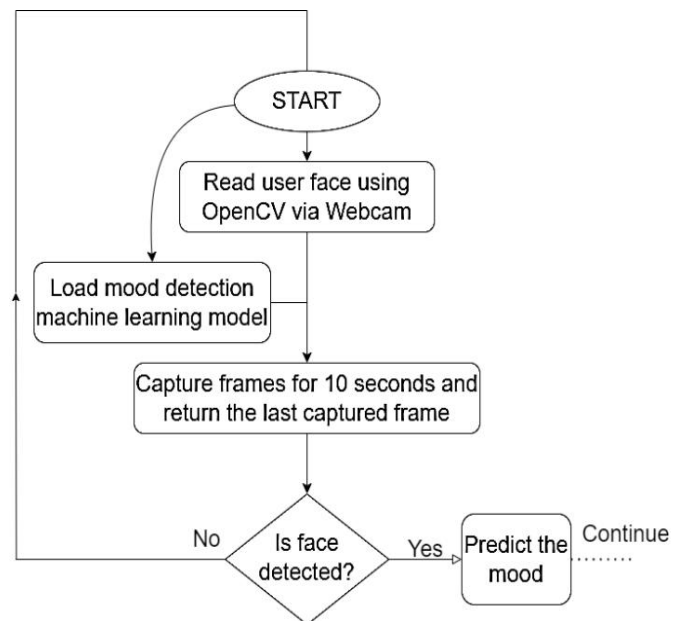 START
Read user face using
OpenCV via Webcam
Load mood detection
machine learning model
Capture frames for 10 seconds and
return the last captured frame
No
Is face
detected?
Yes
Predict the
mood
Continue